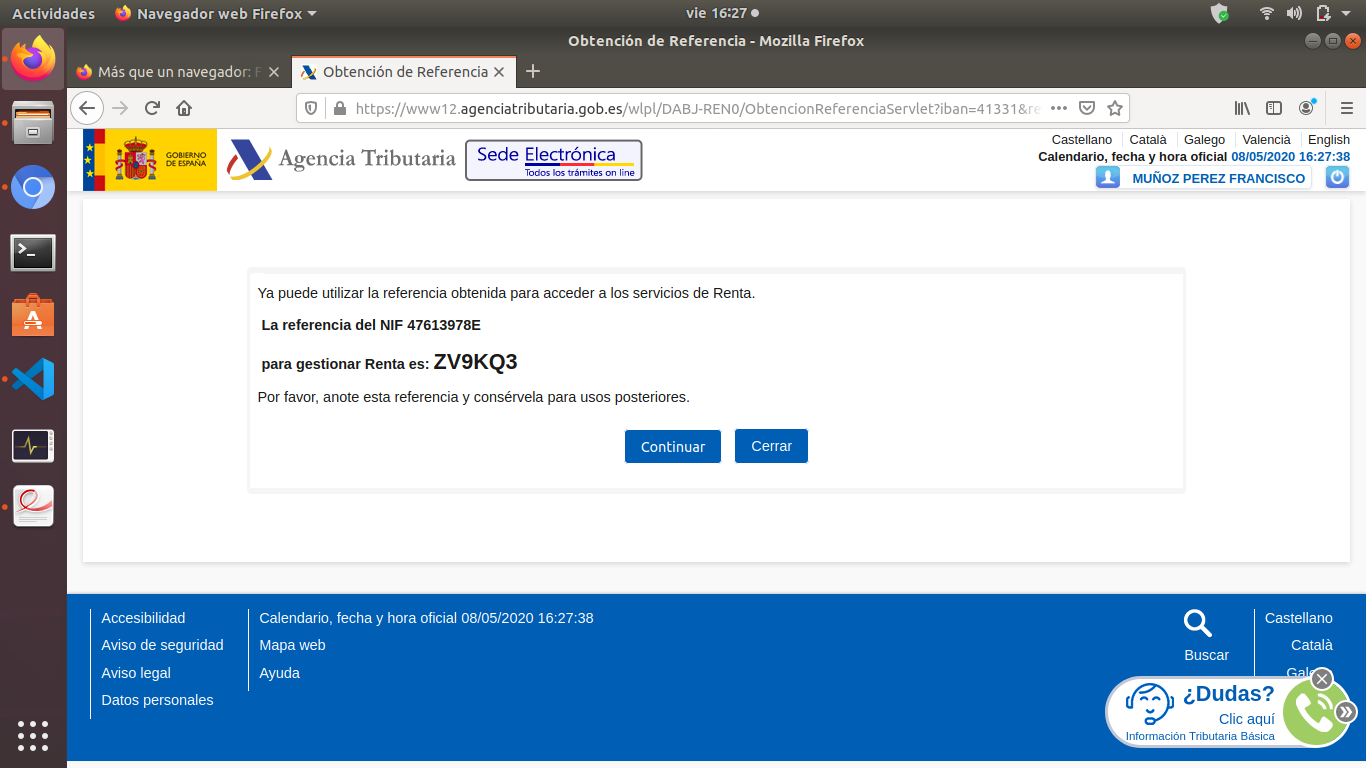 Actividades
Navegador web Firefox
vie 16:27
Obtención de Referencia - Mozilla Firefox
Más que un navegador: F
Obtención de Referencia
https://www12.agenciatributaria.gob.es/wlpl/DABJ-REN0/ObtencionReferenciaServlet?iban=41331&re
GOBIERNO
DE ESPAÑA
Agencia Tributaria
Sede Electrónica
Todos los trámites on line
Castellano
Català
Galego
Valencià
English
Calendario, fecha y hora oficial 08/05/2020 16:27:38
MUÑOZ PEREZ FRANCISCO
Ya puede utilizar la referencia obtenida para acceder a los servicios de Renta.
La referencia del NIF 47613978E
para gestionar Renta es: ZV9KQ3
Por favor, anote esta referencia y consérvela para usos posteriores.
Continuar
Cerrar
Accesibilidad
Aviso de seguridad
Aviso legal
Datos personales
Calendario, fecha y hora oficial 08/05/2020 16:27:38
Mapa web
Ayuda
Buscar
Castellano
Català
¿Dudas?
Clic aquí
Información Tributaria Básica